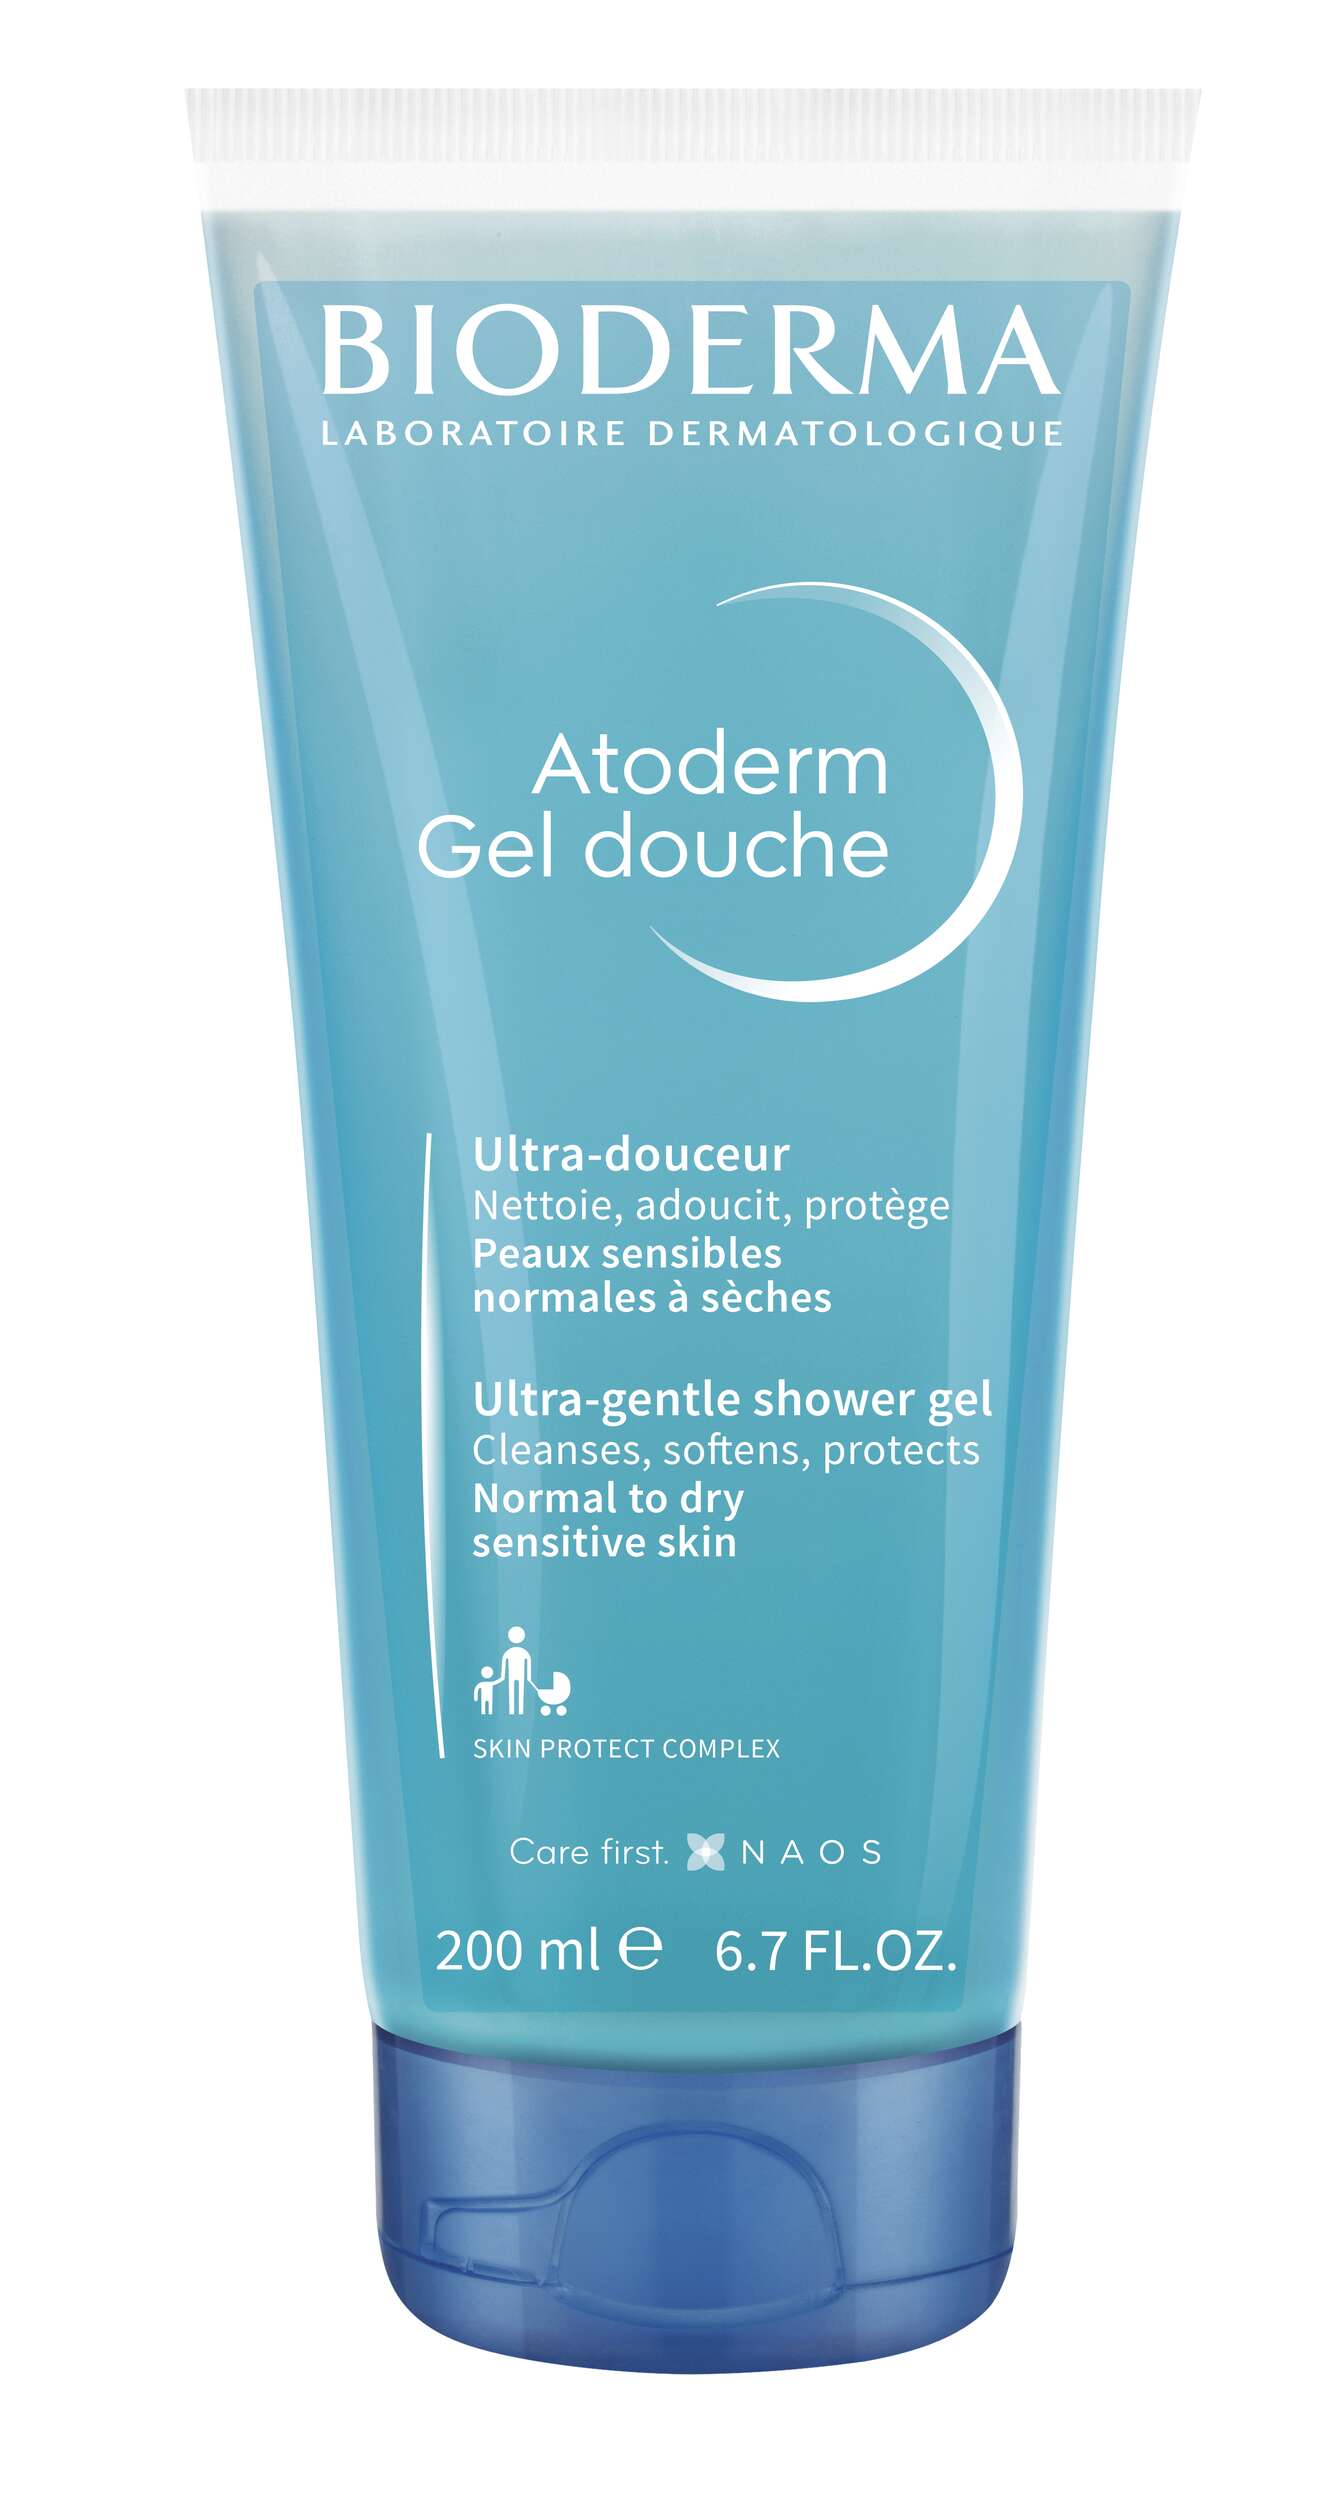 BIODERMA
LABORATOIRE DERMATOLOGIQUE
Atoderm
Gel douche
Ultra-douceur
Nettoie, adoucit, protège
Peaux sensibles
normales à sèches
Ultra-gentle shower gel
Cleanses, softens, protects
Normal to dry
sensitive skin
SKIN PROTECT COMPLEX
Care first. NAOS
200 ml ℮ 6.7 FL.OZ.